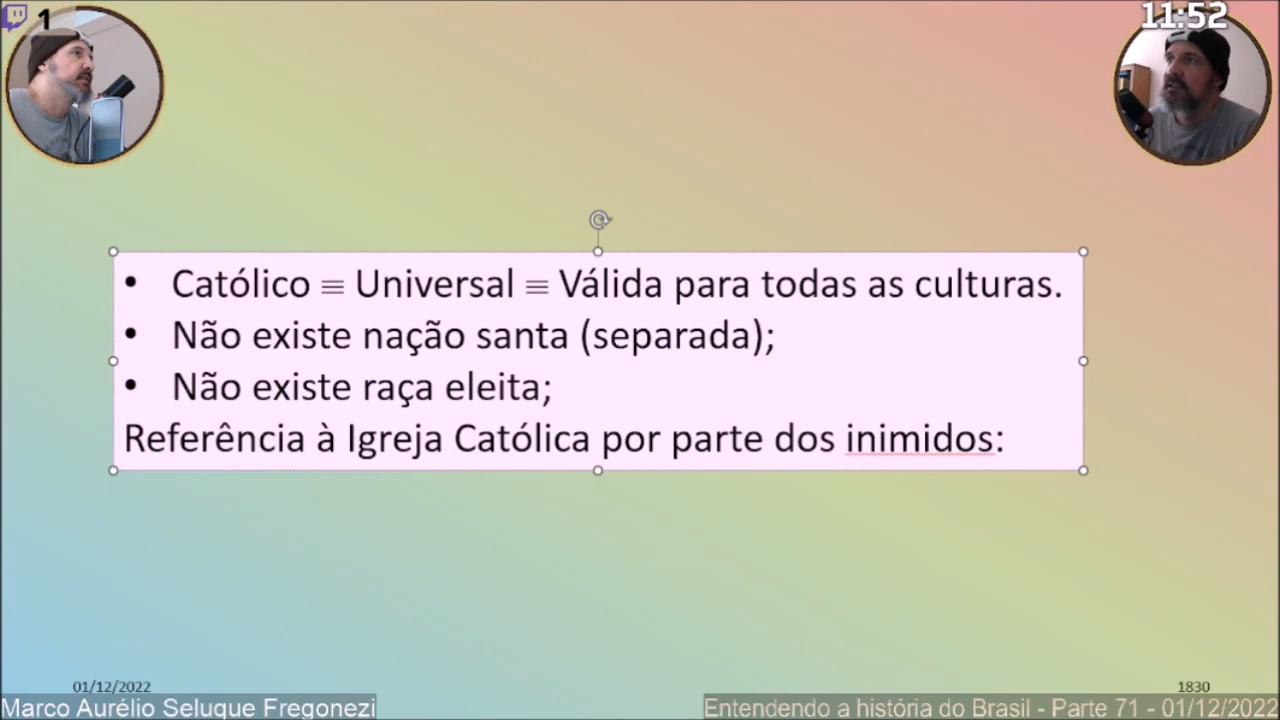 1
11:52
• Católico ≡ Universal ≡ Válida para todas as culturas.
• Não existe nação santa (separada);
• Não existe raça eleita;
Referência à Igreja Católica por parte dos inimidos:
01/12/2022
1830
Marco Aurélio Seluque Fregonezi
Entendendo a história do Brasil - Parte 71 - 01/12/2022